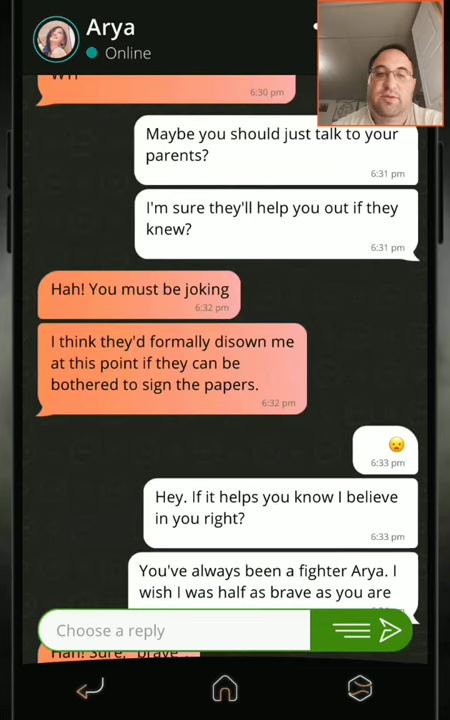 Arya
Online
6:30 pm
Maybe you should just talk to your
parents?
6:31 pm
I'm sure they'll help you out if they
knew?
6:31 pm
Hah! You must be joking
6:32 pm
I think they'd formally disown me
at this point if they can be
bothered to sign the papers.
6:32 pm
6:33 pm
Hey. If it helps you know I believe
in you right?
6:33 pm
You've always been a fighter Arya. I
wish I was half as brave as you are
Choose a reply
Hah! Sure, "brave"..